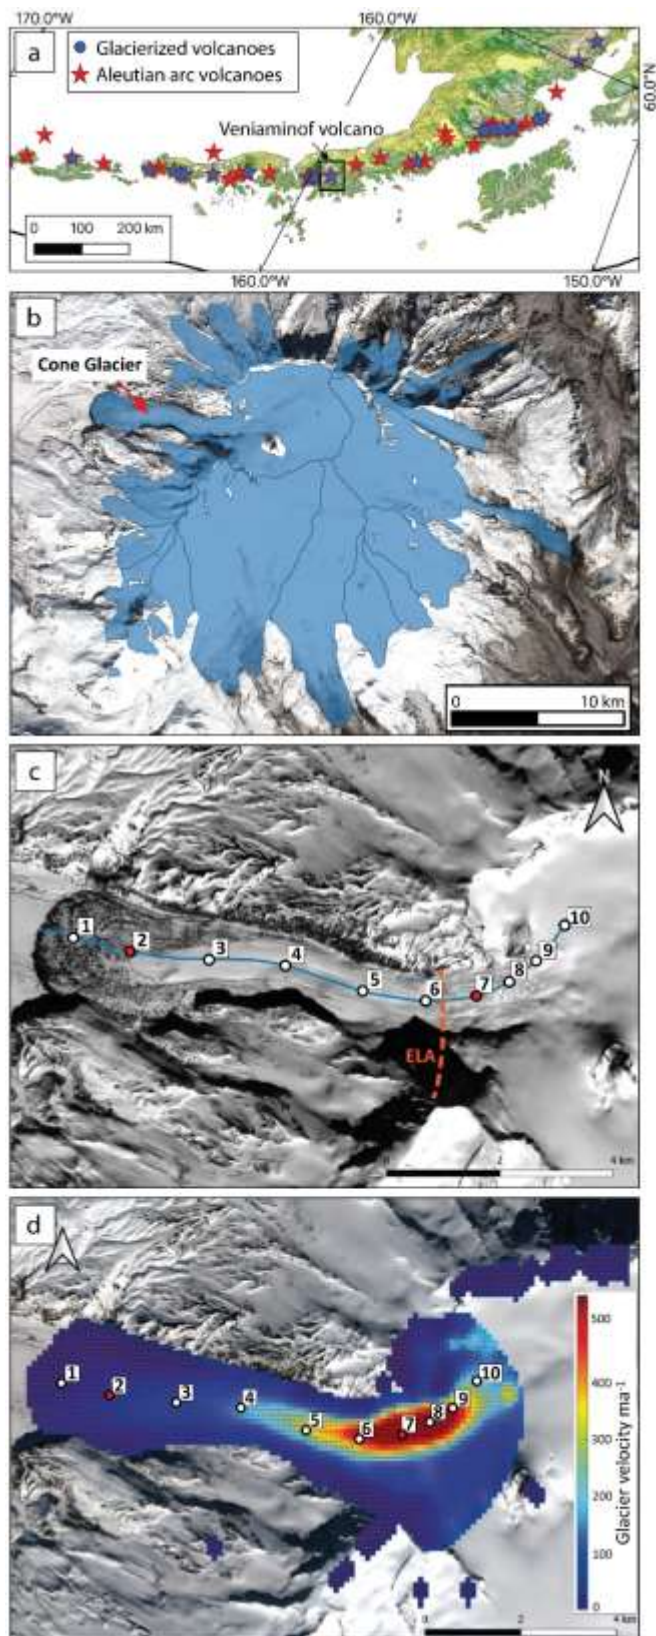 170.0°W 160.0°W
a
Glacierized volcanoes
Aleutian arc volcanoes
Veniaminof volcano
60.0°N
0 100 200 km
160.0°W 150.0°W
b
Cone Glacier
0 10 km
c
N
1 2 3 4 5 6 7 8 9 10
ELA
0 2 4 km
d
1 2 3 4 5 6 7 8 9 10
500
400
300
200
100
0
Glacier velocity ma⁻¹
0 2 4 km